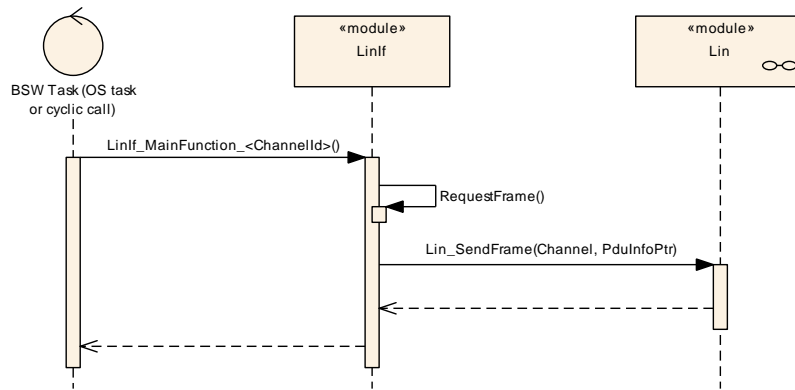 «module»
LinIf
«module»
Lin
BSW Task (OS task
or cyclic call)
LinIf_MainFunction_<ChannelId>()
RequestFrame()
Lin_SendFrame(Channel, PduInfoPtr)